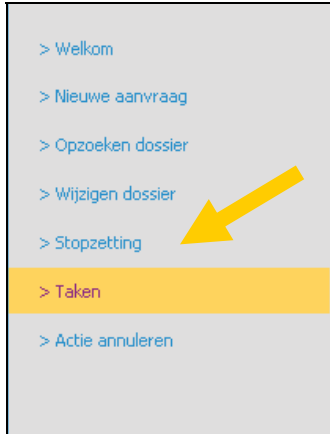 > Welkom
> Nieuwe aanvraag
> Opzoeken dossier
> Wijzigen dossier
> Stopzetting
> Taken
> Actie annuleren